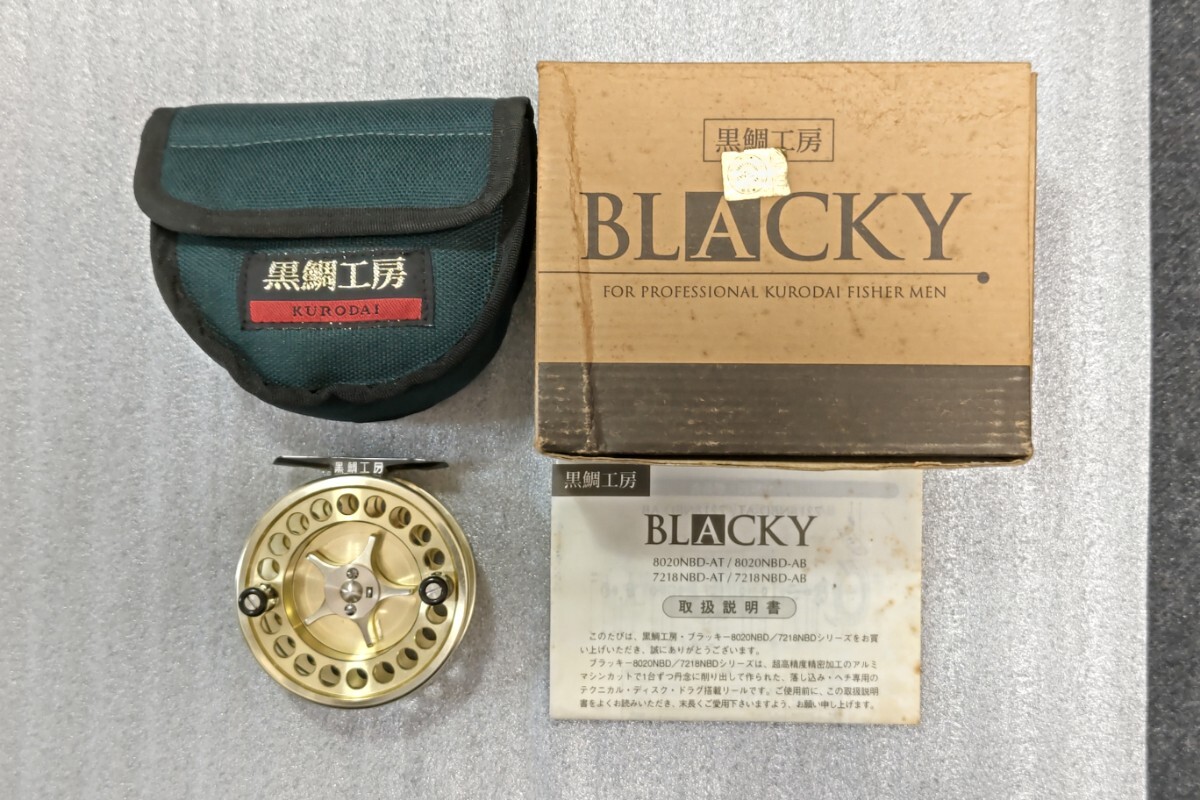 黒鯛工房
KURODAI
黒鯛工房
BLACKY
FOR PROFESSIONAL KURODAI FISHER MEN
黒鯛工房
黒鯛工房
BLACKY
8020NBD-AT / 8020NBD-AB
7218NBD-AT / 7218NBD-AB
取扱説明書
このたびは、黒鯛工房・ブラッキー8020NBD／7218NBDシリーズをお買
い上げいただき、誠にありがとうございます。
ブラッキー8020NBD／7218NBDシリーズは、超高精度精密加工のアルミ
マシンカットで1台ずつ丹念に削り出して作られた、落し込み・ヘチ専用の
テクニカル・ディスク・ドラグ搭載リールです。ご使用前に、この取扱説明
書をよくお読みいただき、末長くご愛用下さいますよう、お願い申し上げます。